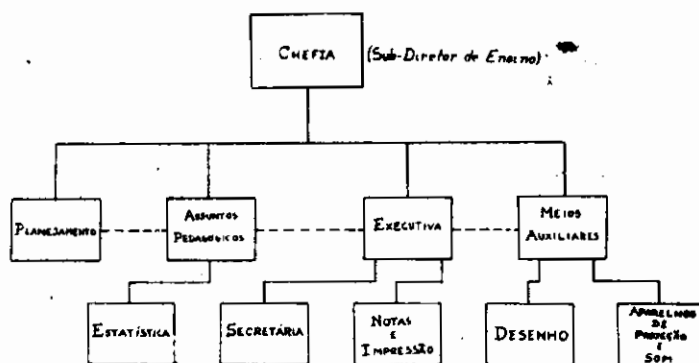 CHEFIA
(Sub-Diretor de Ensino)
PLANEJAMENTO
ASSUNTOS
PEDAGÓGICOS
EXECUTIVA
MEIOS
AUXILIARES
ESTATÍSTICA
SECRETÁRIA
NOTAS
E
IMPRESSÃO
DESENHO
APARELHOS
DE
PROJEÇÃO
E
SOM